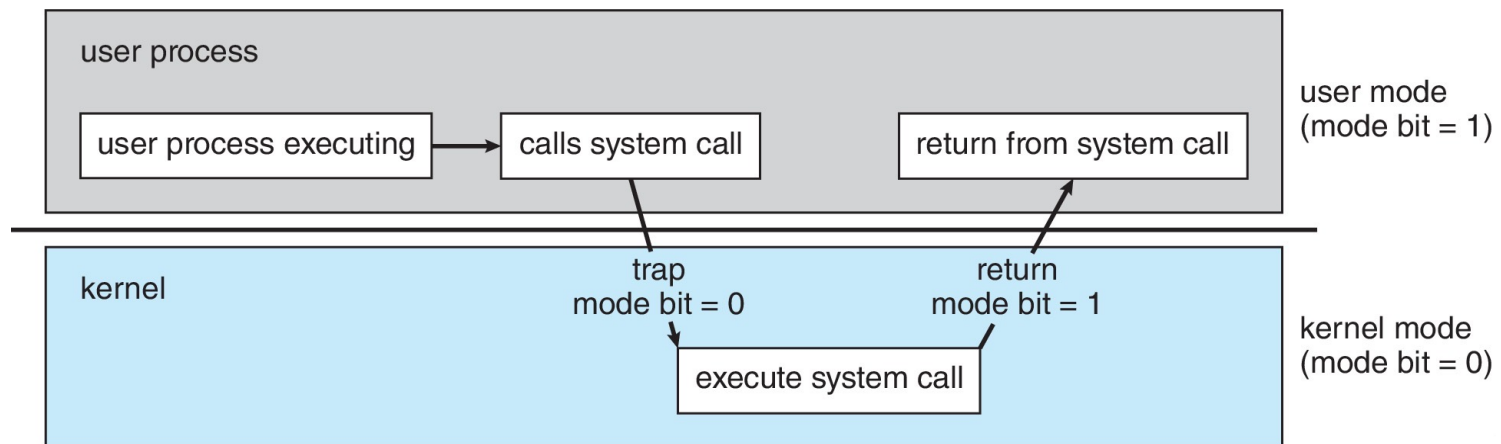 user process
user process executing
calls system call
return from system call
user mode
(mode bit = 1)
trap
mode bit = 0
return
mode bit = 1
kernel
execute system call
kernel mode
(mode bit = 0)